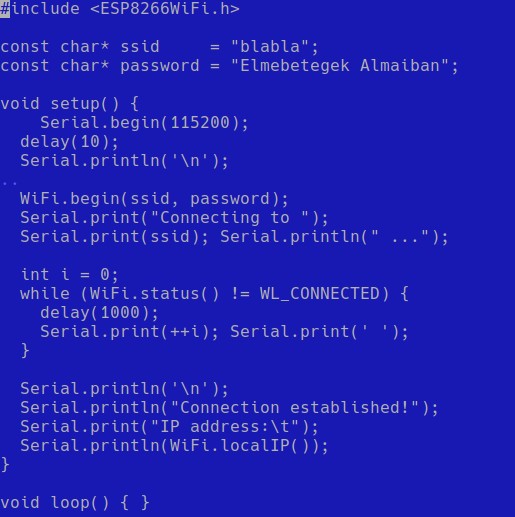 #include <ESP8266WiFi.h>

const char* ssid     = "blabla";
const char* password = "Elmebetegek Almaiban";

void setup() {
    Serial.begin(115200);
  delay(10);
  Serial.println('\n');
..
  WiFi.begin(ssid, password);
  Serial.print("Connecting to ");
  Serial.print(ssid); Serial.println(" ...");

  int i = 0;
  while (WiFi.status() != WL_CONNECTED) {
    delay(1000);
    Serial.print(++i); Serial.print(' ');
  }

  Serial.println('\n');
  Serial.println("Connection established!");
  Serial.print("IP address:\t");
  Serial.println(WiFi.localIP());
}

void loop() { }